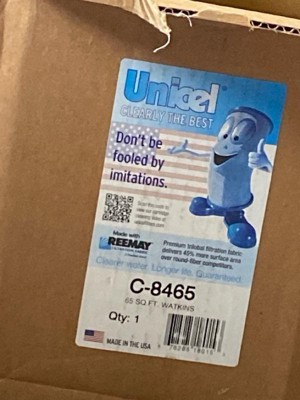 Unicel
CLEARLY THE BEST
Don't be
fooled by
imitations.
Made with
REEMAY
Premium trilobal filtration fabric
delivers 45% more surface area
over round-fiber competitors.
Cleaner water. Longer life. Guaranteed.
C-8465
65 SQ.FT. WATKINS
Qty: 1
MADE IN THE USA